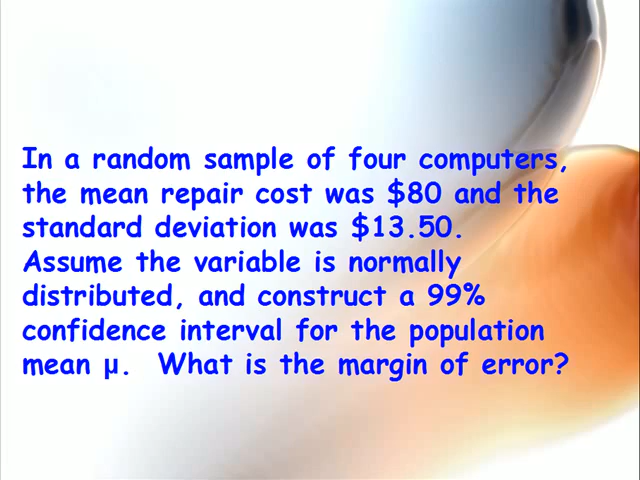 In a random sample of four computers,
the mean repair cost was $80 and the
standard deviation was $13.50.
Assume the variable is normally
distributed, and construct a 99%
confidence interval for the population
mean μ.  What is the margin of error?